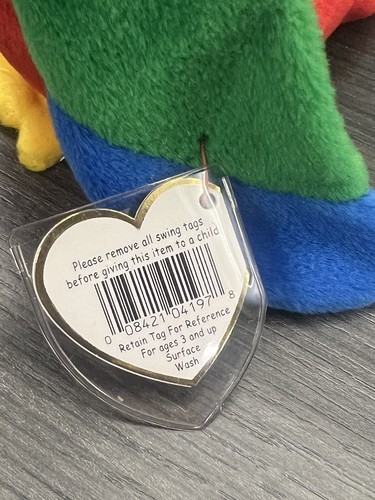 Please remove all swing tags
before giving this item to a child
0 08421 04197 8
Retain Tag For Reference
For ages 3 and up
Surface
Wash